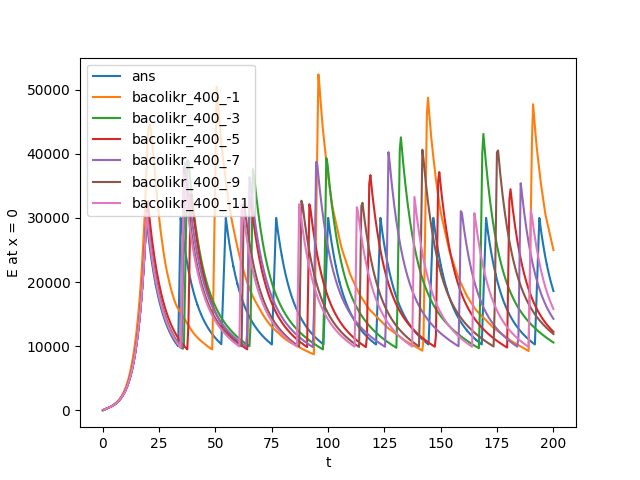 50000
40000
30000
20000
10000
0
E at x = 0
0
25
50
75
100
125
150
175
200
t
ans
bacolikr_400_-1
bacolikr_400_-3
bacolikr_400_-5
bacolikr_400_-7
bacolikr_400_-9
bacolikr_400_-11